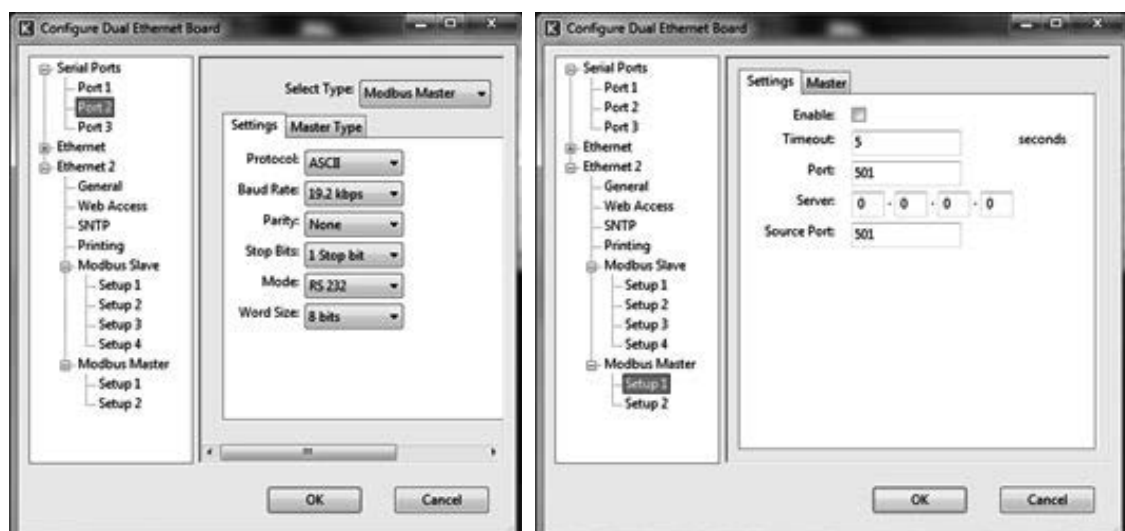 Configure Dual Ethernet Board
Serial Ports
Port 1
Port 2
Port 3
Ethernet
Ethernet 2
General
Web Access
SNTP
Printing
Modbus Slave
Setup 1
Setup 2
Setup 3
Setup 4
Modbus Master
Setup 1
Setup 2
Select Type: Modbus Master
Settings Master Type
Protocol: ASCII
Baud Rate: 19.2 kbps
Parity: None
Stop Bits: 1 Stop bit
Mode: RS 232
Word Size: 8 bits
OK Cancel
Configure Dual Ethernet Board
Serial Ports
Port 1
Port 2
Port 3
Ethernet
Ethernet 2
General
Web Access
SNTP
Printing
Modbus Slave
Setup 1
Setup 2
Setup 3
Setup 4
Modbus Master
Setup 1
Setup 2
Settings Master
Enable:
Timeout: 5 seconds
Port: 501
Server: 0 . 0 . 0 . 0
Source Port: 501
OK Cancel